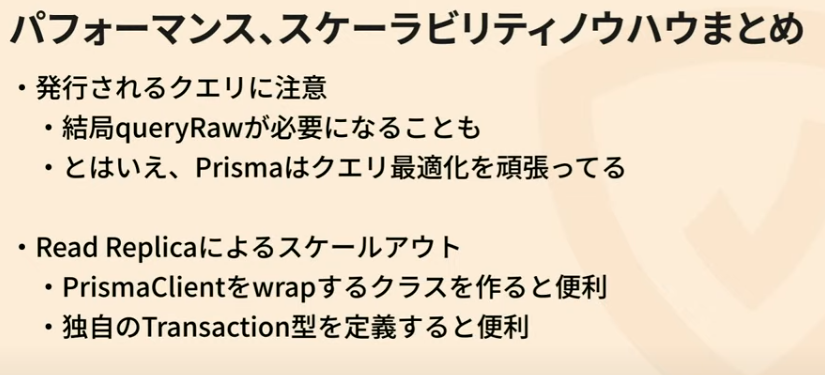 パフォーマンス、スケーラビリティノウハウまとめ
・発行されるクエリに注意
・結局queryRawが必要になることも
・とはいえ、Prismaはクエリ最適化を頑張ってる
・Read Replicaによるスケールアウト
・PrismaClientをwrapするクラスを作ると便利
・独自のTransaction型を定義すると便利